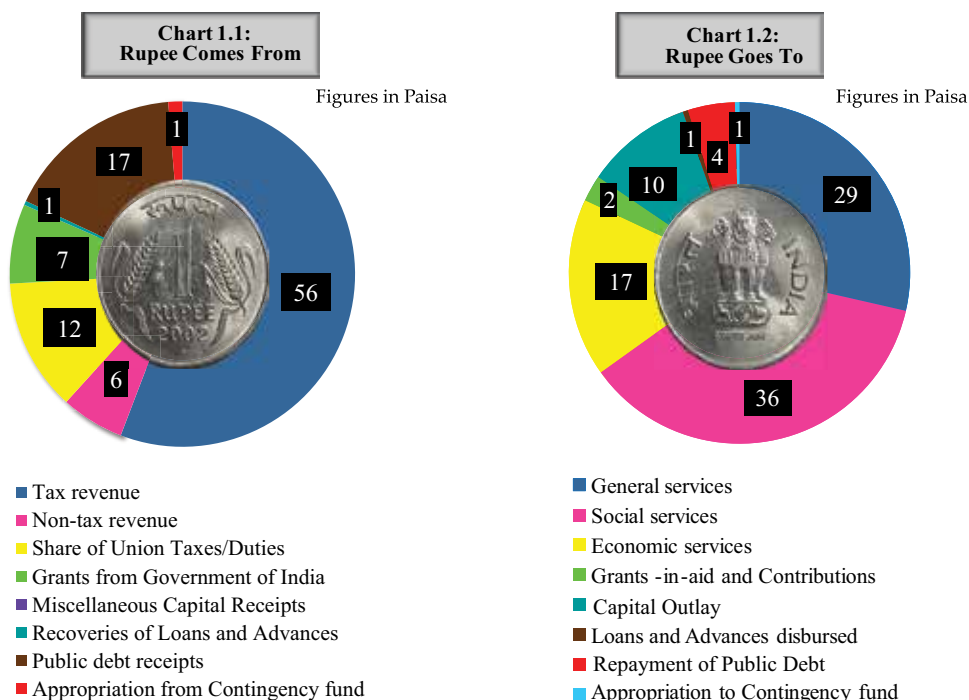 Chart 1.1:
Rupee Comes From
Figures in Paisa
1
17
1
7
56
12
6
RUPEE
2002
Tax revenue
Non-tax revenue
Share of Union Taxes/Duties
Grants from Government of India
Miscellaneous Capital Receipts
Recoveries of Loans and Advances
Public debt receipts
Appropriation from Contingency fund
Chart 1.2:
Rupee Goes To
Figures in Paisa
1
1
4
10
29
2
17
36
INDIA
General services
Social services
Economic services
Grants -in-aid and Contributions
Capital Outlay
Loans and Advances disbursed
Repayment of Public Debt
Appropriation to Contingency fund